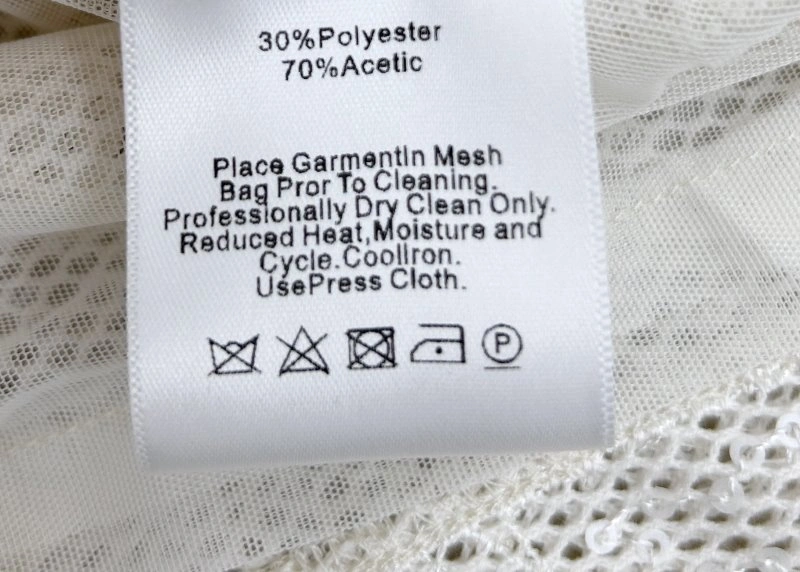 30%Polyester
70%Acetic
Place GarmentIn Mesh
Bag Pror To Cleaning.
Professionally Dry Clean Only.
Reduced Heat,Moisture and
Cycle.CoolIron.
UsePress Cloth.
P